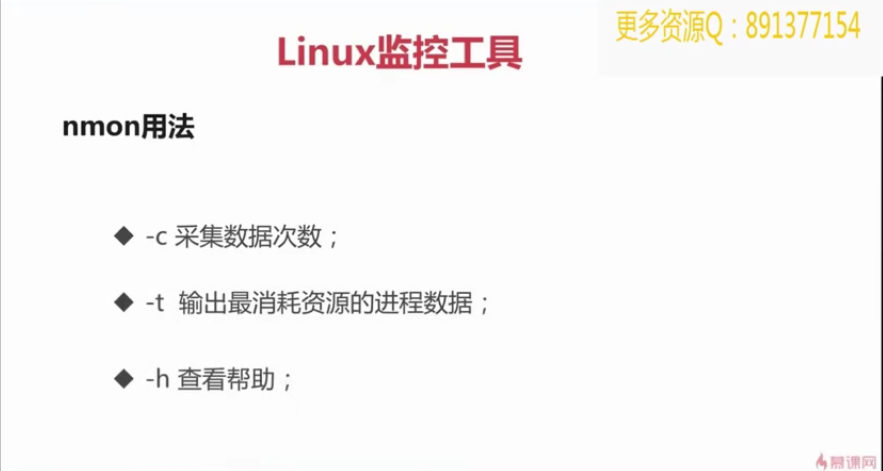 更多资源Q：891377154
Linux监控工具
nmon用法
◆ -c 采集数据次数；
◆ -t 输出最消耗资源的进程数据；
◆ -h 查看帮助；
慕课网